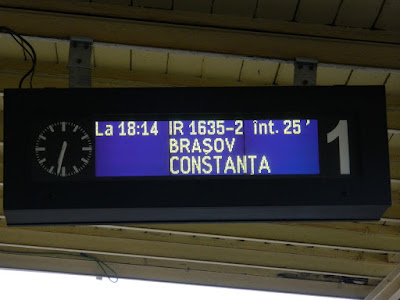 La 18:14 IR 1635-2 înt. 25' 1
BRAȘOV
CONSTANȚA